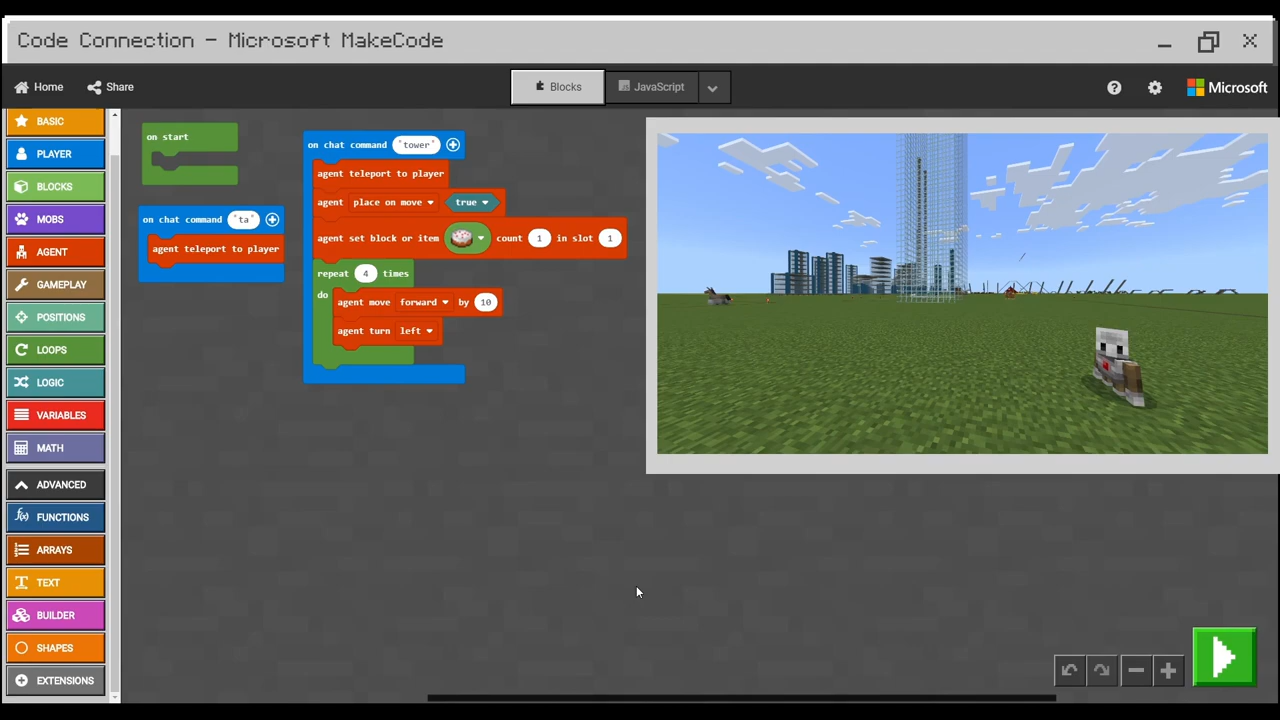 Code Connection - Microsoft MakeCode
Home Share Blocks JavaScript Microsoft
BASIC
PLAYER
BLOCKS
MOBS
AGENT
GAMEPLAY
POSITIONS
LOOPS
LOGIC
VARIABLES
MATH
ADVANCED
FUNCTIONS
ARRAYS
TEXT
BUILDER
SHAPES
EXTENSIONS
on start
on chat command "ta"
agent teleport to player
on chat command "tower"
agent teleport to player
agent place on move true
agent set block or item count 1 in slot 1
repeat 4 times
do
agent move forward by 10
agent turn left